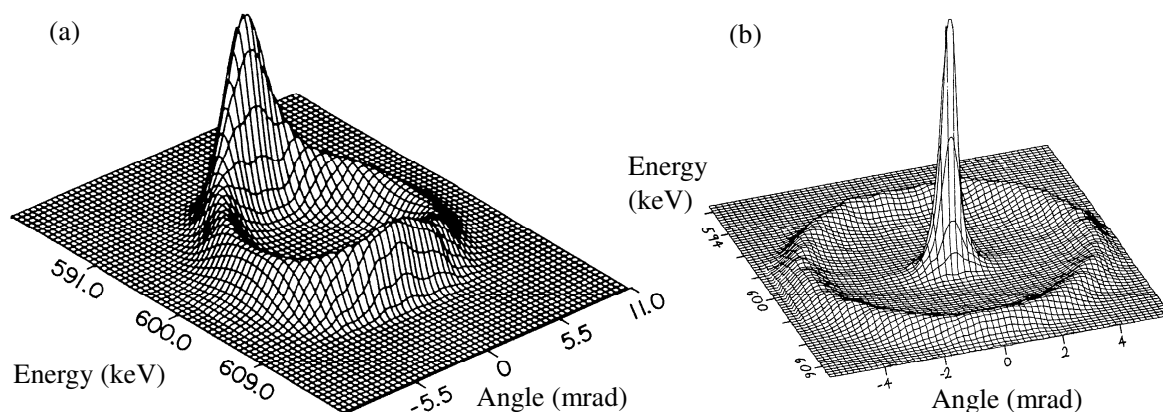 (a)
591.0
600.0
609.0
Energy (keV)
-5.5
0
5.5
11.0
Angle (mrad)
(b)
Energy
(keV)
594
600
606
-4
-2
0
2
4
Angle (mrad)